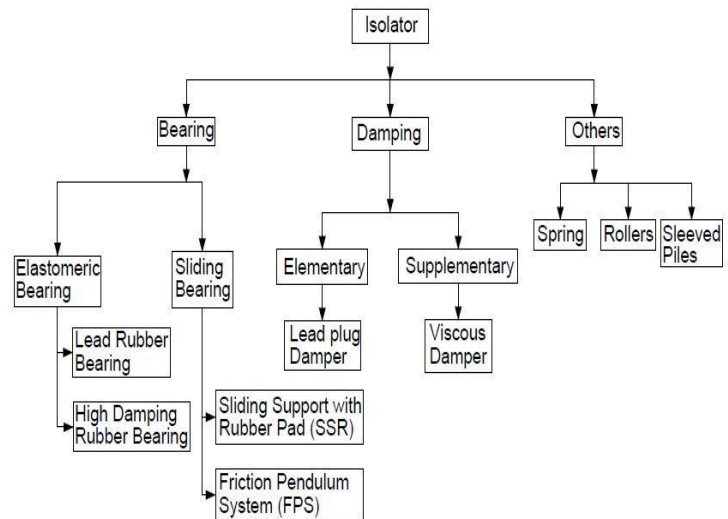 Isolator
Bearing
Damping
Others
Elastomeric
Bearing
Sliding
Bearing
Elementary
Supplementary
Spring
Rollers
Sleeved
Piles
Lead Rubber
Bearing
High Damping
Rubber Bearing
Lead plug
Damper
Viscous
Damper
Sliding Support with
Rubber Pad (SSR)
Friction Pendulum
System (FPS)